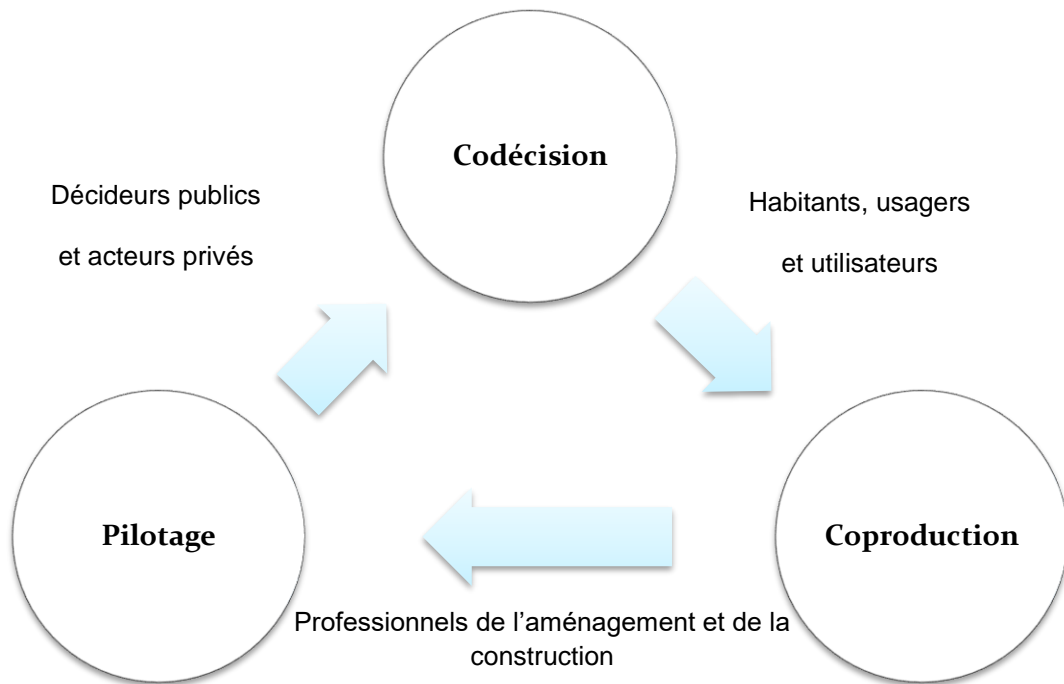 Codécision
Décideurs publics
et acteurs privés
Habitants, usagers
et utilisateurs
Pilotage
Coproduction
Professionnels de l’aménagement et de la
construction